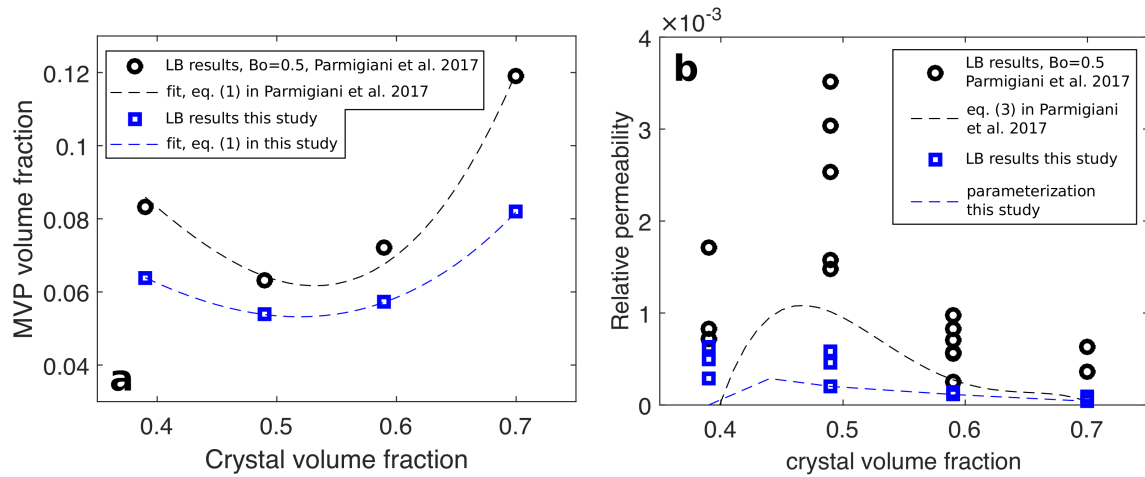 LB results, Bo=0.5, Parmigiani et al. 2017
fit, eq. (1) in Parmigiani et al. 2017
LB results this study
fit, eq. (1) in this study
MVP volume fraction
0.12
0.1
0.08
0.06
0.04
a
0.4
0.5
0.6
0.7
Crystal volume fraction
×10-3
b
LB results, Bo=0.5
Parmigiani et al. 2017
eq. (3) in Parmigiani
et al. 2017
LB results this study
parameterization
this study
Relative permeability
4
3
2
1
0
0.4
0.5
0.6
0.7
crystal volume fraction